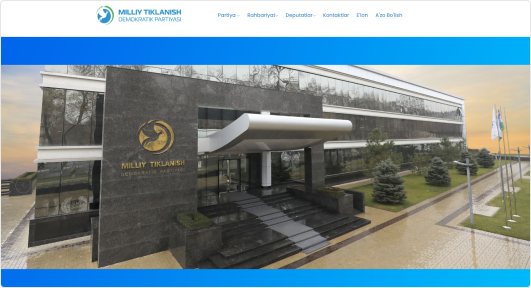 MILLIY TIKLANISH
DEMOKRATIK PARTIYASI
Partiya
Rahbariyat
Deputatlar
Kontaktlar
E'lon
A'zo Bo'lish
MILLIY TIKLANISH
DEMOKRATIK PARTIYASI